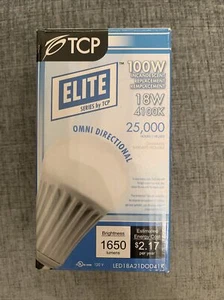 TCP
ELITE
SERIES by TCP
100W
INCANDESCENT
REPLACEMENT
REMPLACEMENT
18W
4100K
OMNI DIRECTIONAL
25,000
Brightness
1650
lumens
Estimated
Energy Cost
$2.17
per year
LED18A21DOD41K